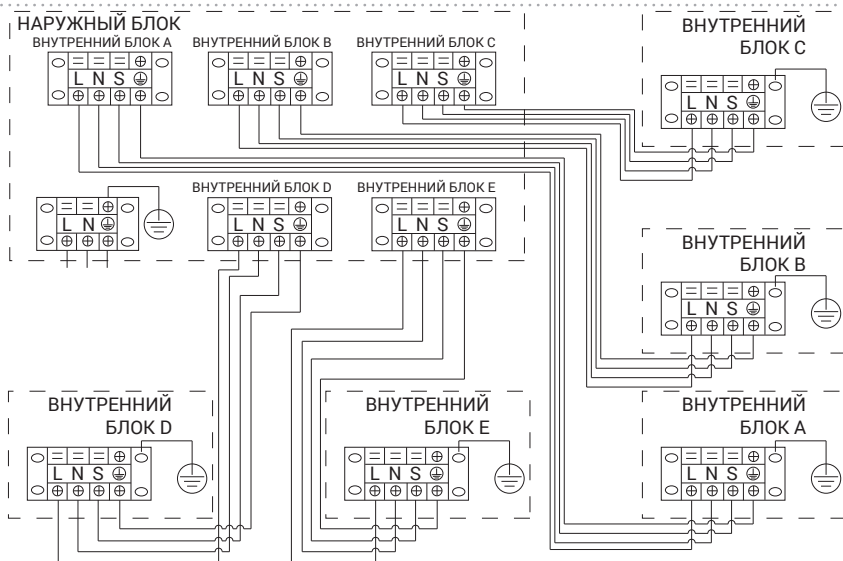 НАРУЖНЫЙ БЛОК
ВНУТРЕННИЙ БЛОК A
ВНУТРЕННИЙ БЛОК B
ВНУТРЕННИЙ БЛОК C
L N S
L N S
L N S
ВНУТРЕННИЙ
БЛОК C
L N S
ВНУТРЕННИЙ БЛОК D
ВНУТРЕННИЙ БЛОК E
L N
L N S
L N S
ВНУТРЕННИЙ
БЛОК B
L N S
ВНУТРЕННИЙ
БЛОК D
L N S
ВНУТРЕННИЙ
БЛОК E
L N S
ВНУТРЕННИЙ
БЛОК A
L N S